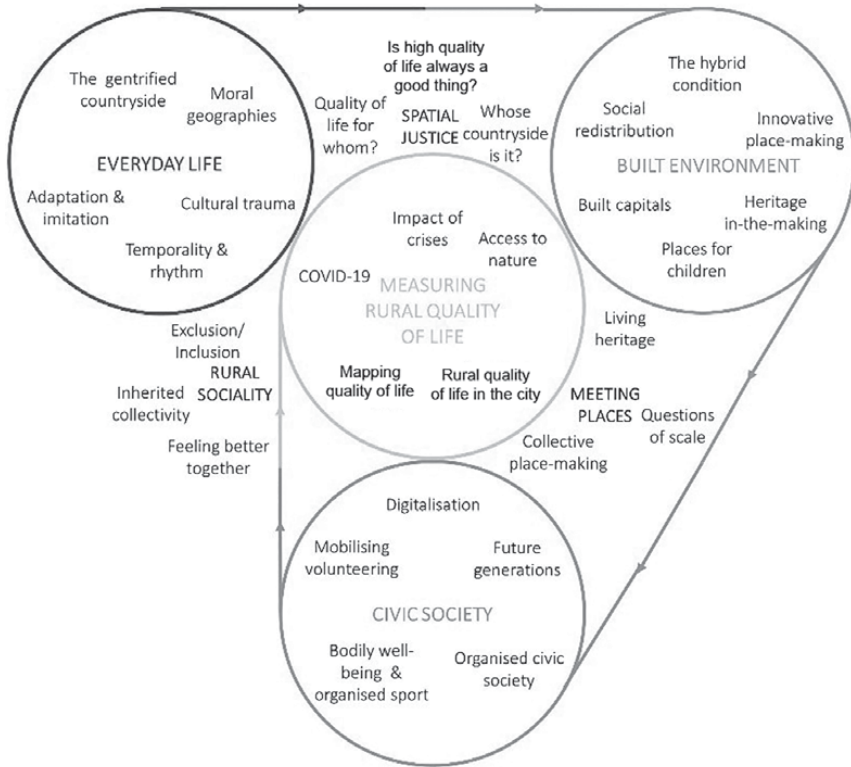 The gentrified
countryside
Moral
geographies
EVERYDAY LIFE
Adaptation &
imitation
Cultural trauma
Temporality &
rhythm
Is high quality
of life always a
good thing?
Quality of
life for
whom?
SPATIAL
JUSTICE
Whose
countryside
is it?
The hybrid
condition
Social
redistribution
Innovative
place-making
BUILT ENVIRONMENT
Built capitals
Heritage
in-the-making
Places for
children
Impact of
crises
Access to
nature
COVID-19
MEASURING
RURAL QUALITY
OF LIFE
Mapping
quality of life
Rural quality
of life in the city
Exclusion/
Inclusion
RURAL
SOCIALITY
Inherited
collectivity
Feeling better
together
Living
heritage
MEETING
PLACES
Questions
of scale
Collective
place-making
Digitalisation
Mobilising
volunteering
Future
generations
CIVIC SOCIETY
Bodily well-
being &
organised sport
Organised civic
society